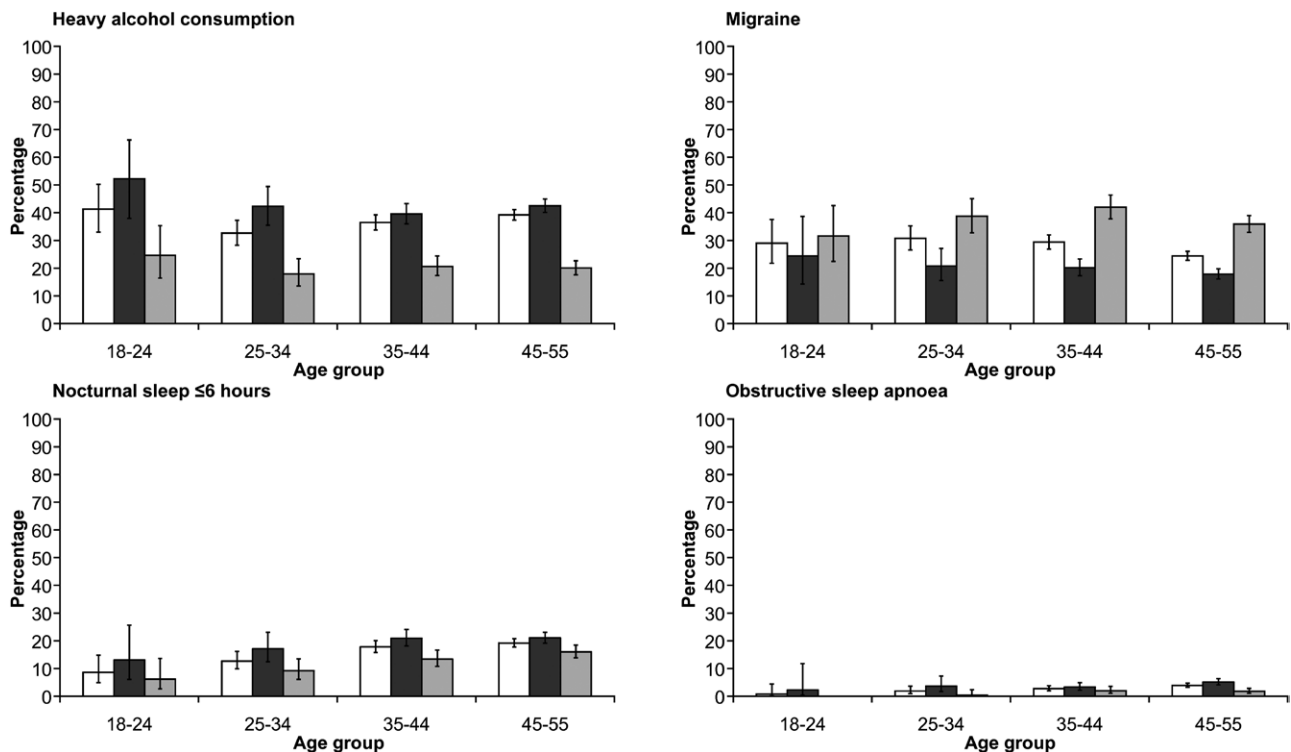 Heavy alcohol consumption
100
90
80
70
60
50
40
30
20
10
0
Percentage
18-24 25-34 35-44 45-55
Age group
Migraine
100
90
80
70
60
50
40
30
20
10
0
Percentage
18-24 25-34 35-44 45-55
Age group
Nocturnal sleep ≤6 hours
100
90
80
70
60
50
40
30
20
10
0
Percentage
18-24 25-34 35-44 45-55
Age group
Obstructive sleep apnoea
100
90
80
70
60
50
40
30
20
10
0
Percentage
18-24 25-34 35-44 45-55
Age group